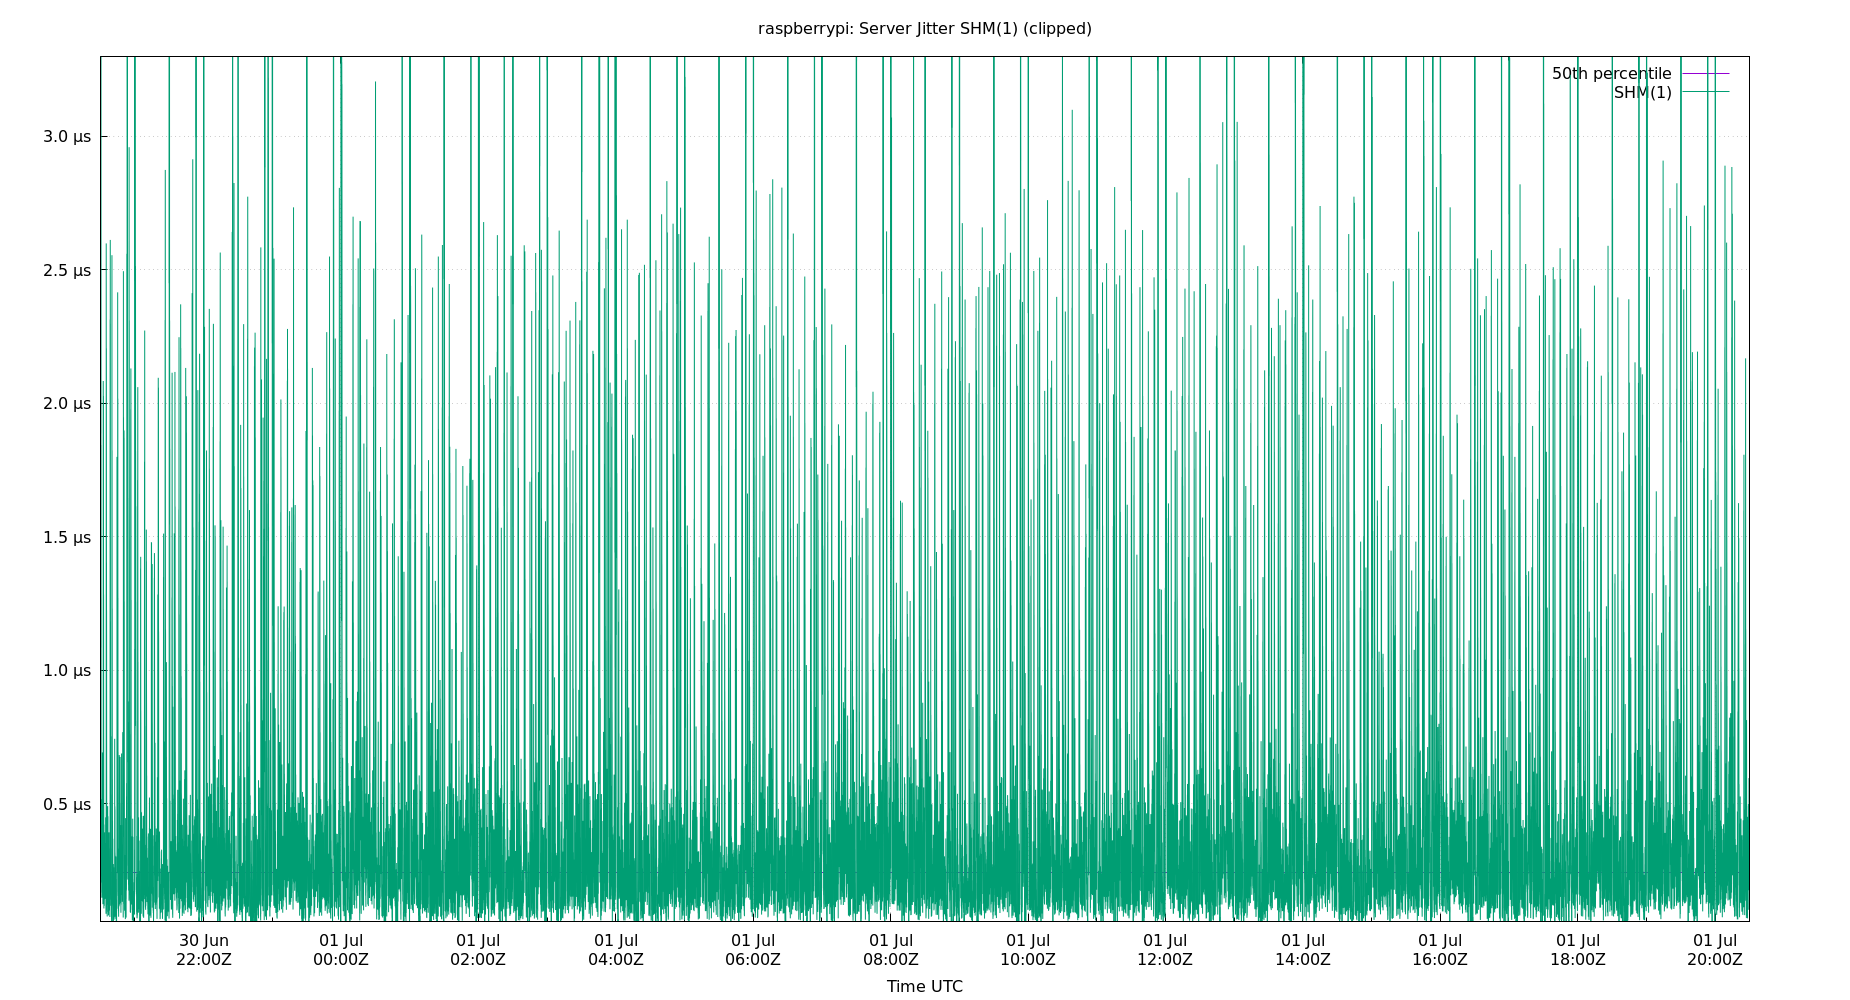 raspberrypi: Server Jitter SHM(1) (clipped)
50th percentile
SHM(1)
3.0 µs
2.5 µs
2.0 µs
1.5 µs
1.0 µs
0.5 µs
30 Jun 01 Jul 01 Jul 01 Jul 01 Jul 01 Jul 01 Jul 01 Jul 01 Jul 01 Jul 01 Jul 01 Jul
22:00Z 00:00Z 02:00Z 04:00Z 06:00Z 08:00Z 10:00Z 12:00Z 14:00Z 16:00Z 18:00Z 20:00Z
Time UTC